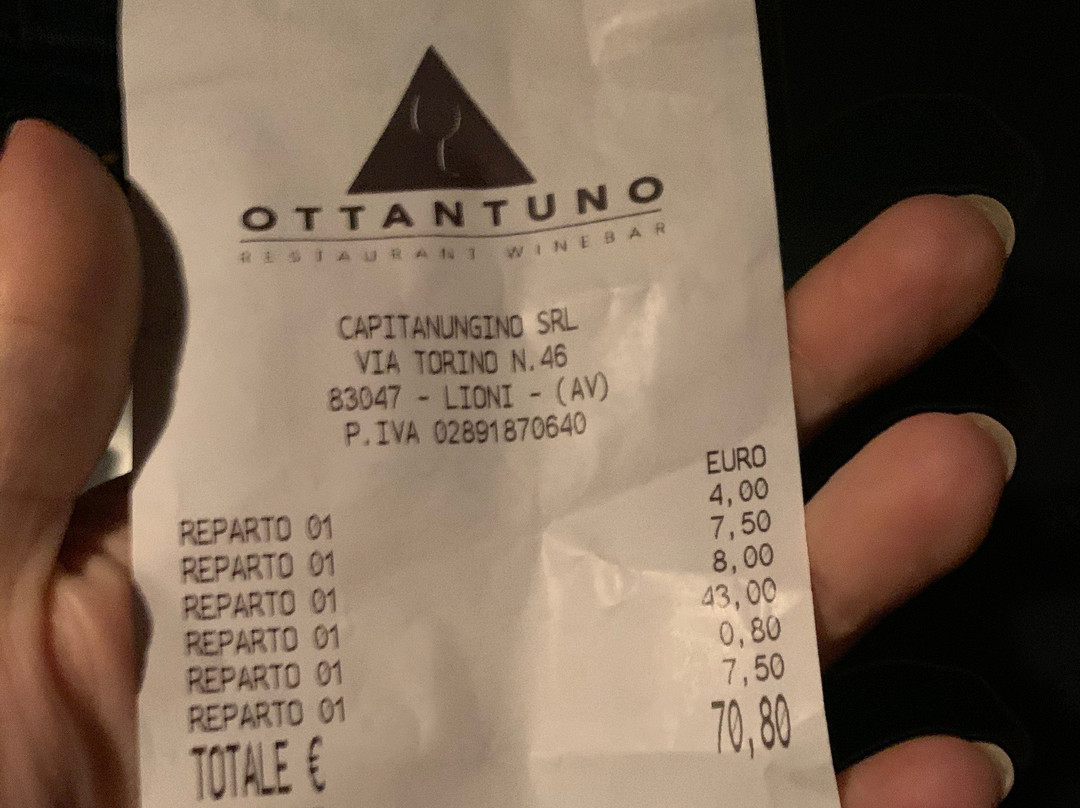 OTTANTUNO
RESTAURANT WINEBAR
CAPITANUNGINO SRL
VIA TORINO N.46
83047 - LIONI - (AV)
P.IVA 02891870640
EURO
REPARTO 01 4,00
REPARTO 01 7,50
REPARTO 01 8,00
REPARTO 01 43,00
REPARTO 01 0,80
REPARTO 01 7,50
TOTALE € 70,80